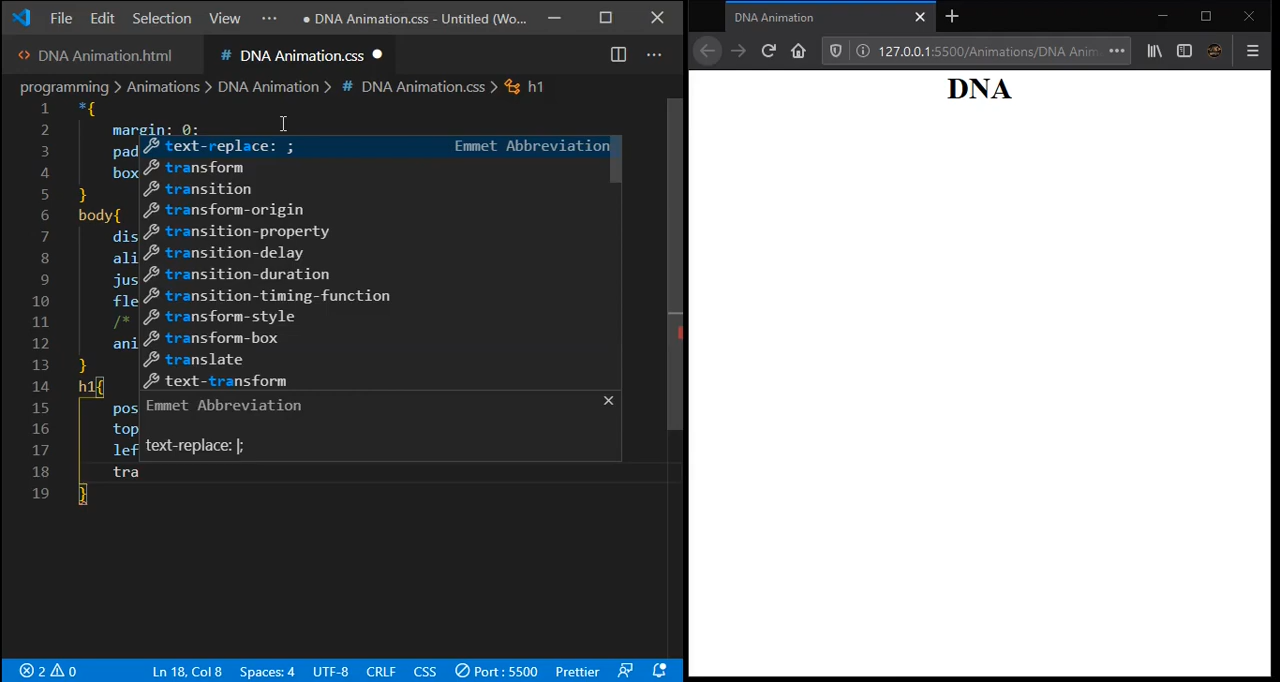 File Edit Selection View ··· ● DNA Animation.css - Untitled (Wo...
DNA Animation.html # DNA Animation.css ●
programming > Animations > DNA Animation > # DNA Animation.css > h1
1 *{
2 margin: 0;
3 pad
4 box
5 }
6 body{
7 dis
8 ali
9 jus
10 fle
11 /*
12 ani
13 }
14 h1{
15 pos
16 top
17 lef
18 tra
19 }
text-replace: ; Emmet Abbreviation
transform
transition
transform-origin
transition-property
transition-delay
transition-duration
transition-timing-function
transform-style
transform-box
translate
text-transform
Emmet Abbreviation
text-replace: |;
2 0 Ln 18, Col 8 Spaces: 4 UTF-8 CRLF CSS Port : 5500 Prettier
DNA Animation
127.0.0.1:5500/Animations/DNA Anim
DNA